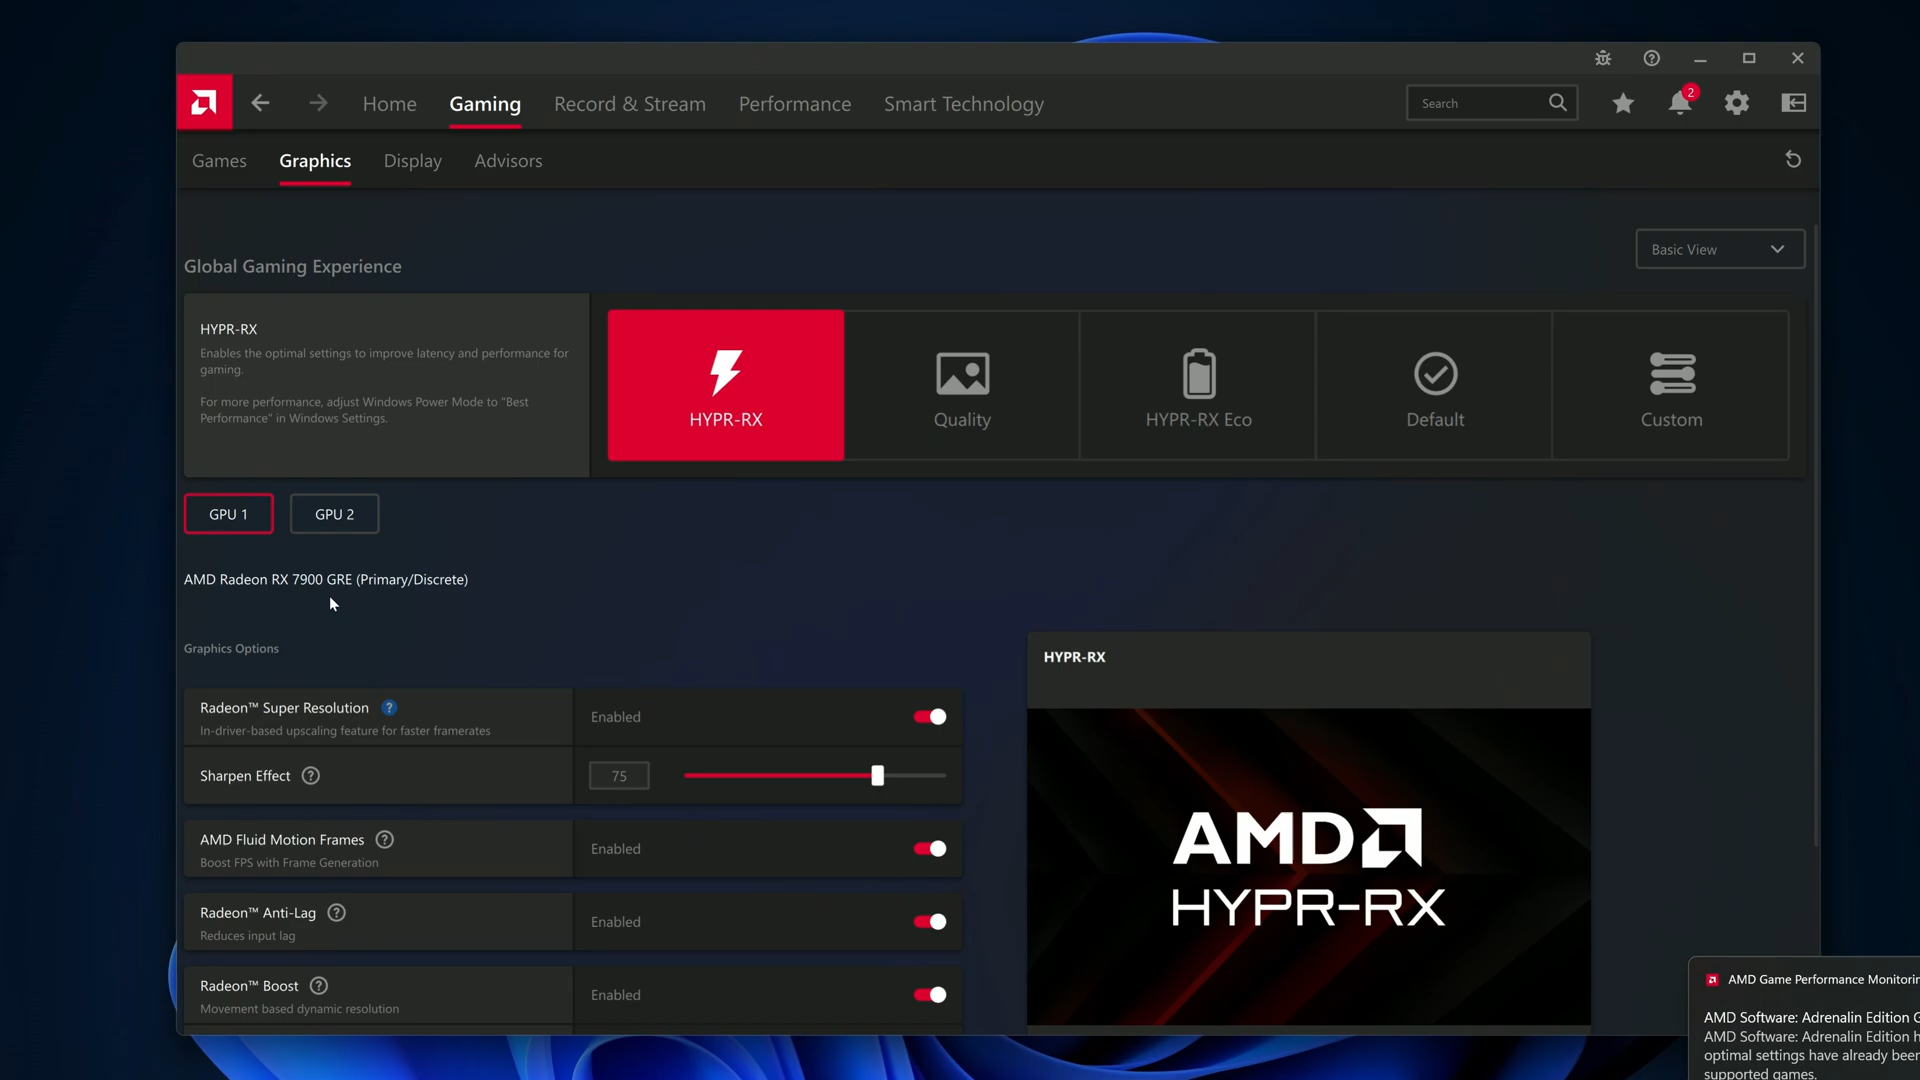 Home Gaming Record & Stream Performance Smart Technology Search 2
Games Graphics Display Advisors
Basic View
Global Gaming Experience
HYPR-RX
Enables the optimal settings to improve latency and performance for
gaming.
For more performance, adjust Windows Power Mode to "Best
Performance" in Windows Settings.
HYPR-RX Quality HYPR-RX Eco Default Custom
GPU 1 GPU 2
AMD Radeon RX 7900 GRE (Primary/Discrete)
Graphics Options
Radeon™ Super Resolution ?
In-driver-based upscaling feature for faster framerates
Enabled
Sharpen Effect ?
75
AMD Fluid Motion Frames ?
Boost FPS with Frame Generation
Enabled
Radeon™ Anti-Lag ?
Reduces input lag
Enabled
Radeon™ Boost ?
Movement based dynamic resolution
Enabled
HYPR-RX
AMD
HYPR-RX
AMD Game Performance Monitorin
AMD Software: Adrenalin Edition G
AMD Software: Adrenalin Edition h
optimal settings have already been
supported games.